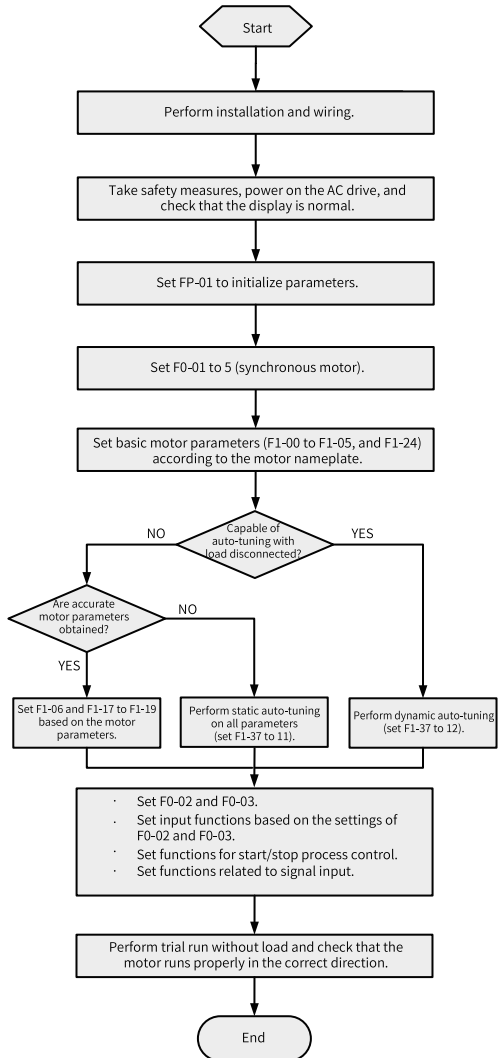 Start
Perform installation and wiring.
Take safety measures, power on the AC drive, and
check that the display is normal.
Set FP-01 to initialize parameters.
Set F0-01 to 5 (synchronous motor).
Set basic motor parameters (F1-00 to F1-05, and F1-24)
according to the motor nameplate.
Capable of
auto-tuning with
load disconnected?
NO
YES
Are accurate
motor parameters
obtained?
NO
YES
Set F1-06 and F1-17 to F1-19
based on the motor
parameters.
Perform static auto-tuning
on all parameters
(set F1-37 to 11).
Perform dynamic auto-tuning
(set F1-37 to 12).
· Set F0-02 and F0-03.
· Set input functions based on the settings of
F0-02 and F0-03.
· Set functions for start/stop process control.
· Set functions related to signal input.
Perform trial run without load and check that the
motor runs properly in the correct direction.
End